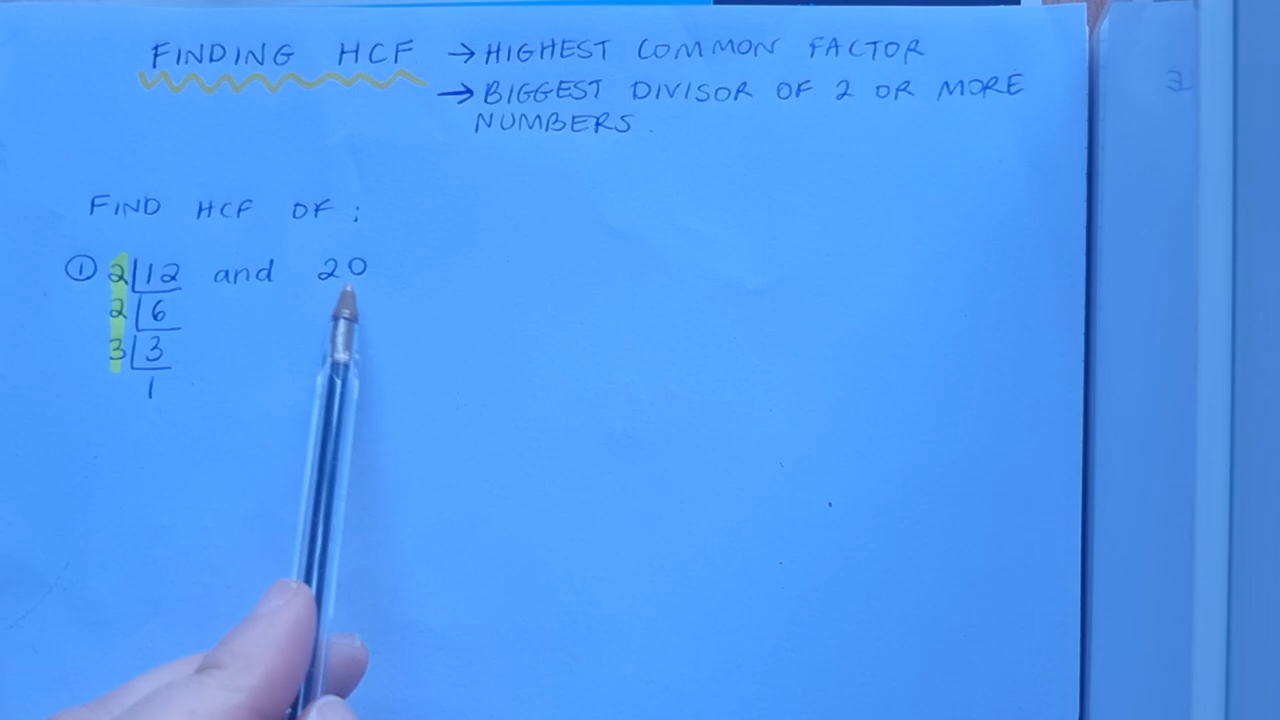 FINDING HCF → HIGHEST COMMON FACTOR
→ BIGGEST DIVISOR OF 2 OR MORE
NUMBERS.
FIND HCF OF :
① 2|12 and 20
2|6
3|3
1